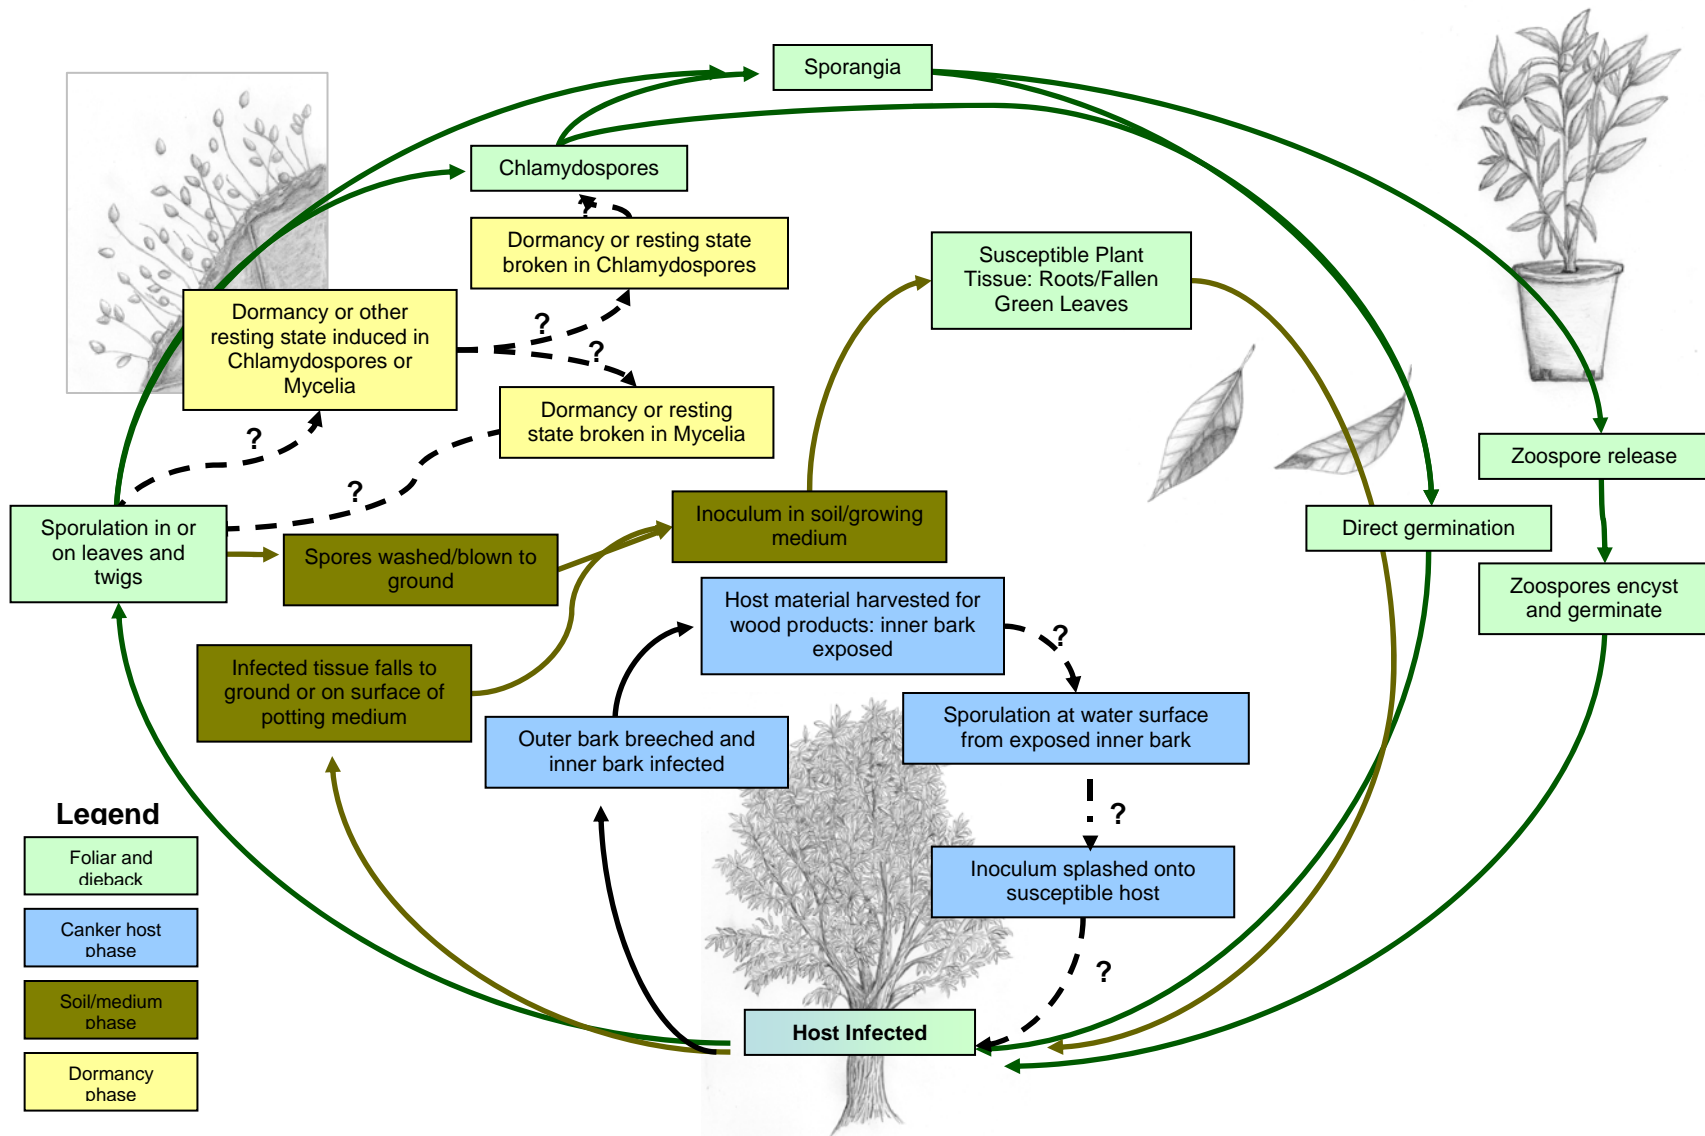 Sporangia
Chlamydospores
Dormancy or resting state
broken in Chlamydospores
Susceptible Plant
Tissue: Roots/Fallen
Green Leaves
Dormancy or other
resting state induced in
Chlamydospores or
Mycelia
?
?
?
Dormancy or resting
state broken in Mycelia
?
?
Zoospore release
Sporulation in or
on leaves and
twigs
Spores washed/blown to
ground
Inoculum in soil/growing
medium
Direct germination
Zoospores encyst
and germinate
Host material harvested for
wood products: inner bark
exposed
?
Infected tissue falls to
ground or on surface of
potting medium
Outer bark breeched and
inner bark infected
Sporulation at water surface
from exposed inner bark
?
Inoculum splashed onto
susceptible host
?
Host Infected
Legend
Foliar and
dieback
Canker host
phase
Soil/medium
phase
Dormancy
phase